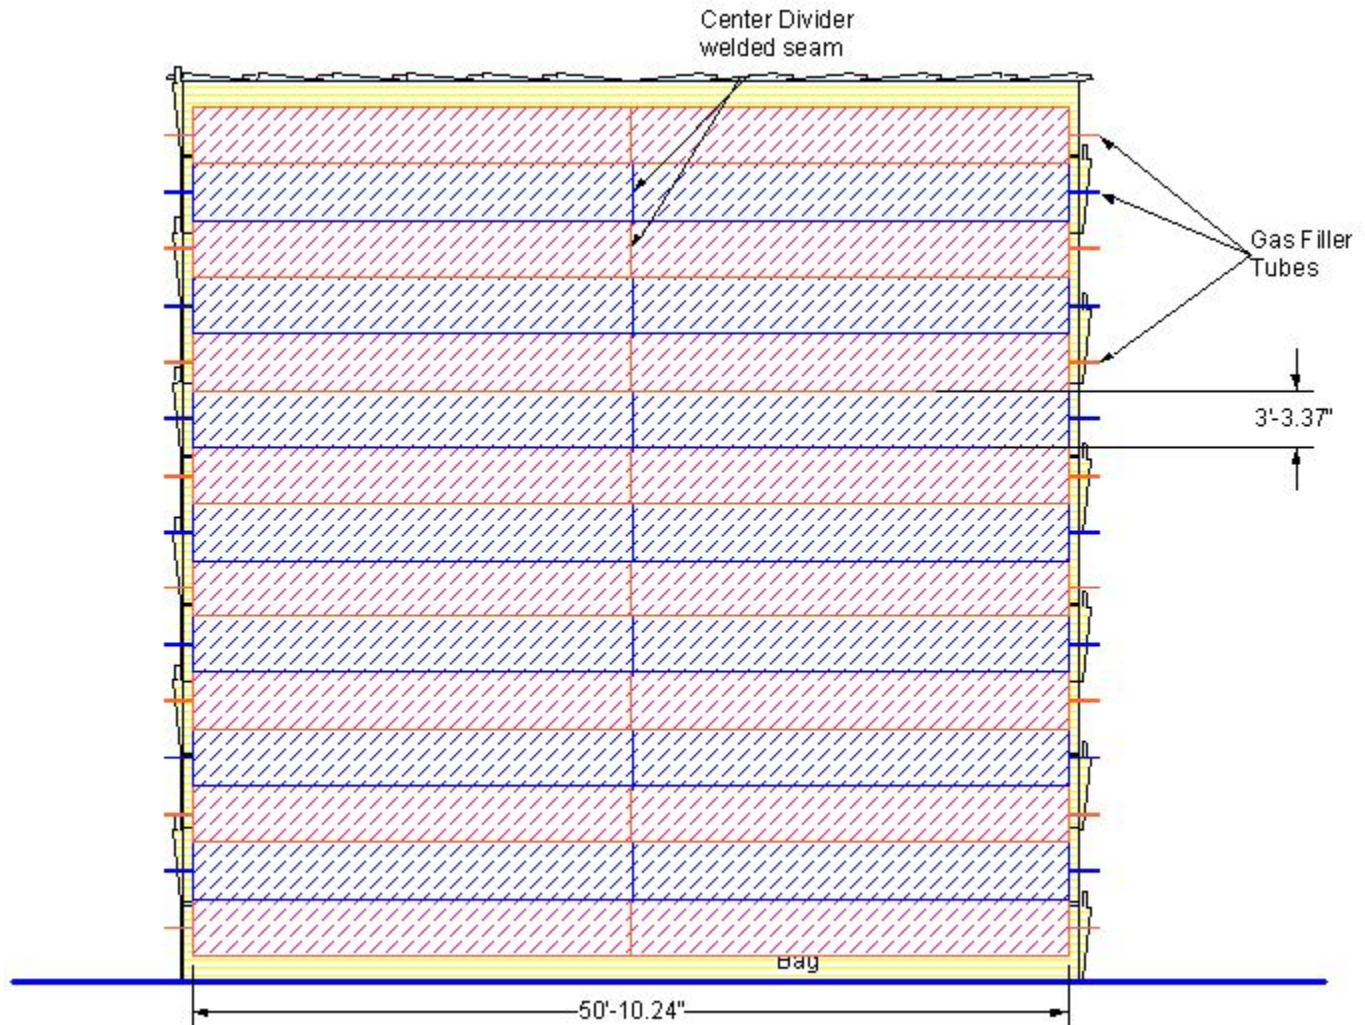 Center Divider
welded seam
Gas Filler
Tubes
3'-3.37"
Bag
50'-10.24"